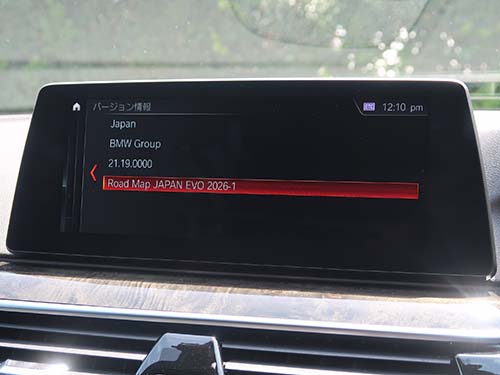 バージョン情報
12:10 pm
Japan
BMW Group
21.19.0000
Road Map JAPAN EVO 2026-1